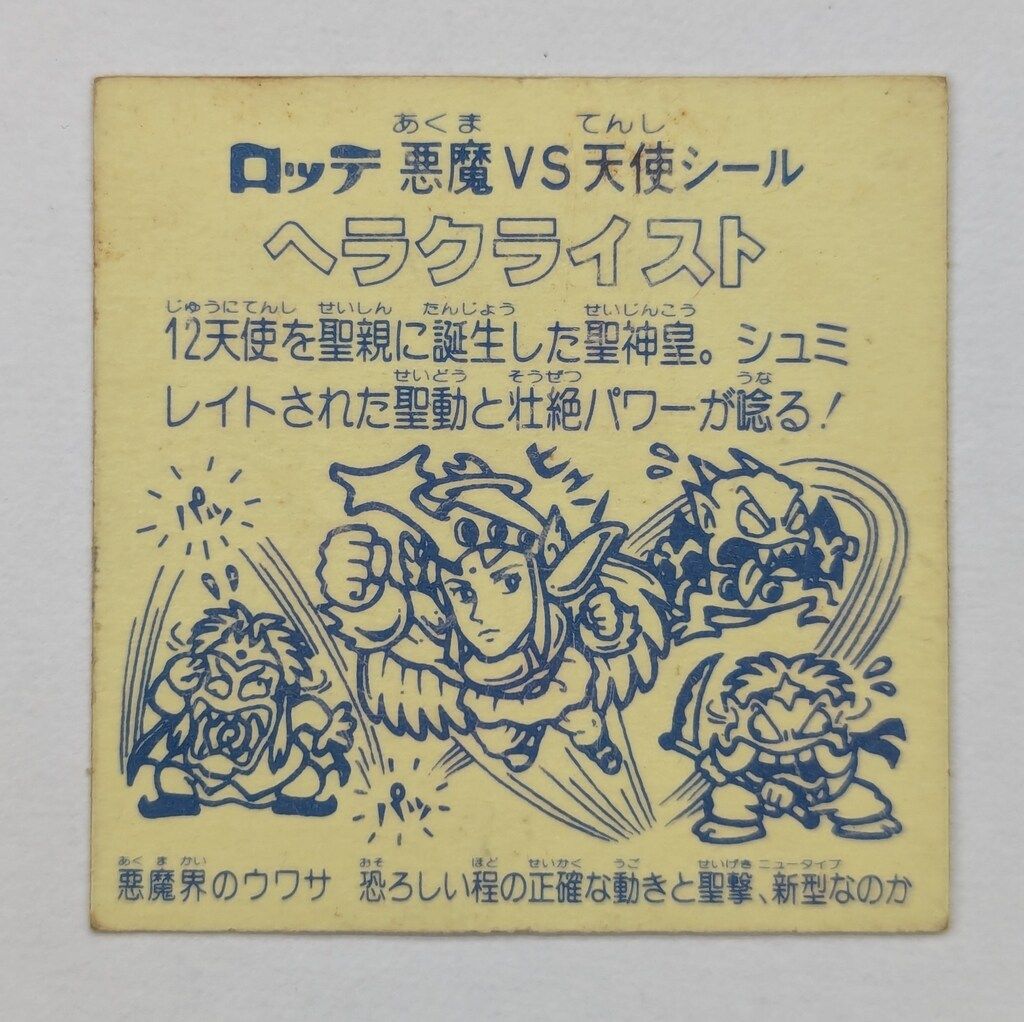 あくま てんし
ロッテ 悪魔VS天使シール
ヘラクライスト
じゅうにてんし せいしん たんじょう せいじんこう
12天使を聖親に誕生した聖神皇。シュミ
せいどう そうぜつ うな
レイトされた聖動と壮絶パワーが唸る!
ヒュン
パッ
パッ
あくまかい おそ ほど せいかく うご せいげき ニュータイプ
悪魔界のウワサ 恐ろしい程の正確な動きと聖撃、新型なのか